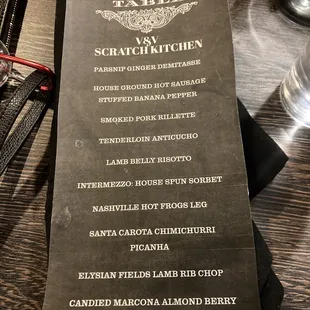 TABLE
V&V
SCRATCH KITCHEN
PARSNIP GINGER DEMITASSE
HOUSE GROUND HOT SAUSAGE
STUFFED BANANA PEPPER
SMOKED PORK RILLETTE
TENDERLOIN ANTICUCHO
LAMB BELLY RISOTTO
INTERMEZZO: HOUSE SPUN SORBET
NASHVILLE HOT FROGS LEG
SANTA CAROTA CHIMICHURRI
PICANHA
ELYSIAN FIELDS LAMB RIB CHOP
CANDIED MARCONA ALMOND BERRY